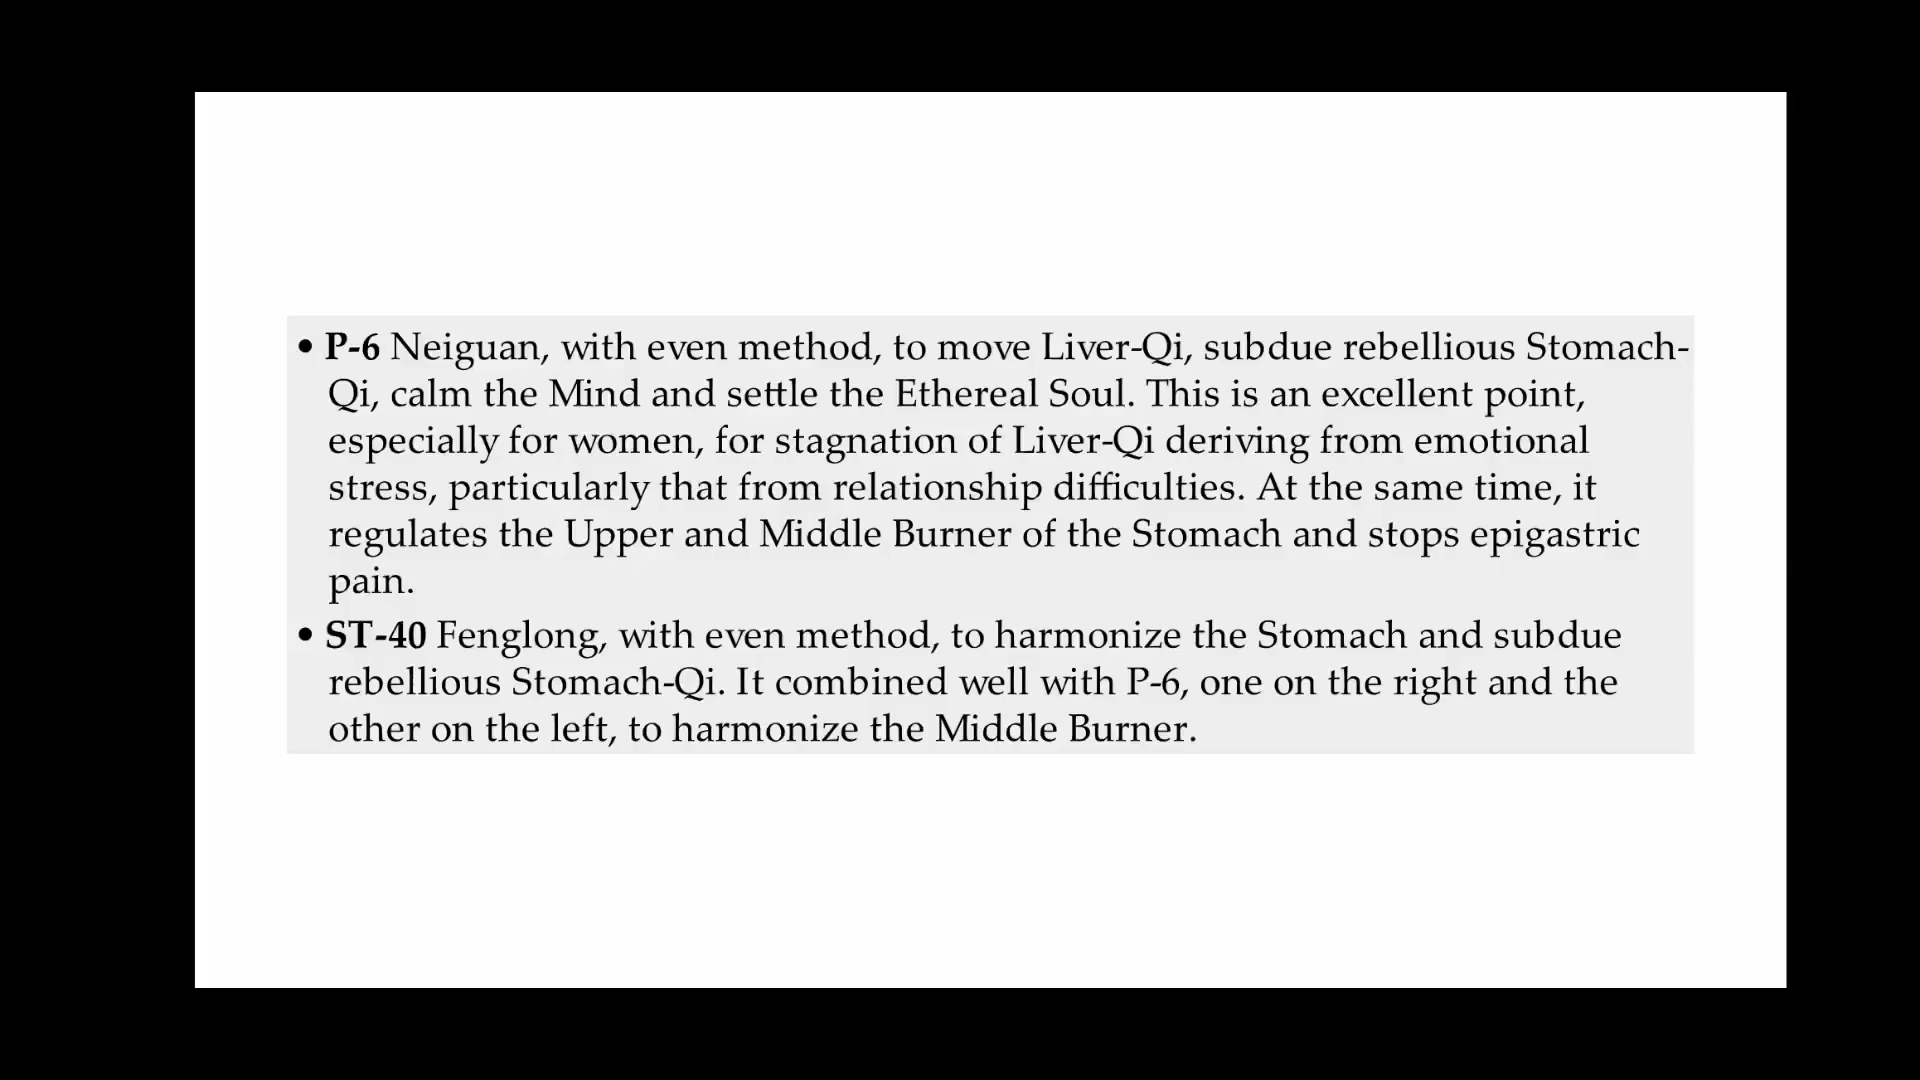 • P-6 Neiguan, with even method, to move Liver-Qi, subdue rebellious Stomach-
Qi, calm the Mind and settle the Ethereal Soul. This is an excellent point,
especially for women, for stagnation of Liver-Qi deriving from emotional
stress, particularly that from relationship difficulties. At the same time, it
regulates the Upper and Middle Burner of the Stomach and stops epigastric
pain.
• ST-40 Fenglong, with even method, to harmonize the Stomach and subdue
rebellious Stomach-Qi. It combined well with P-6, one on the right and the
other on the left, to harmonize the Middle Burner.